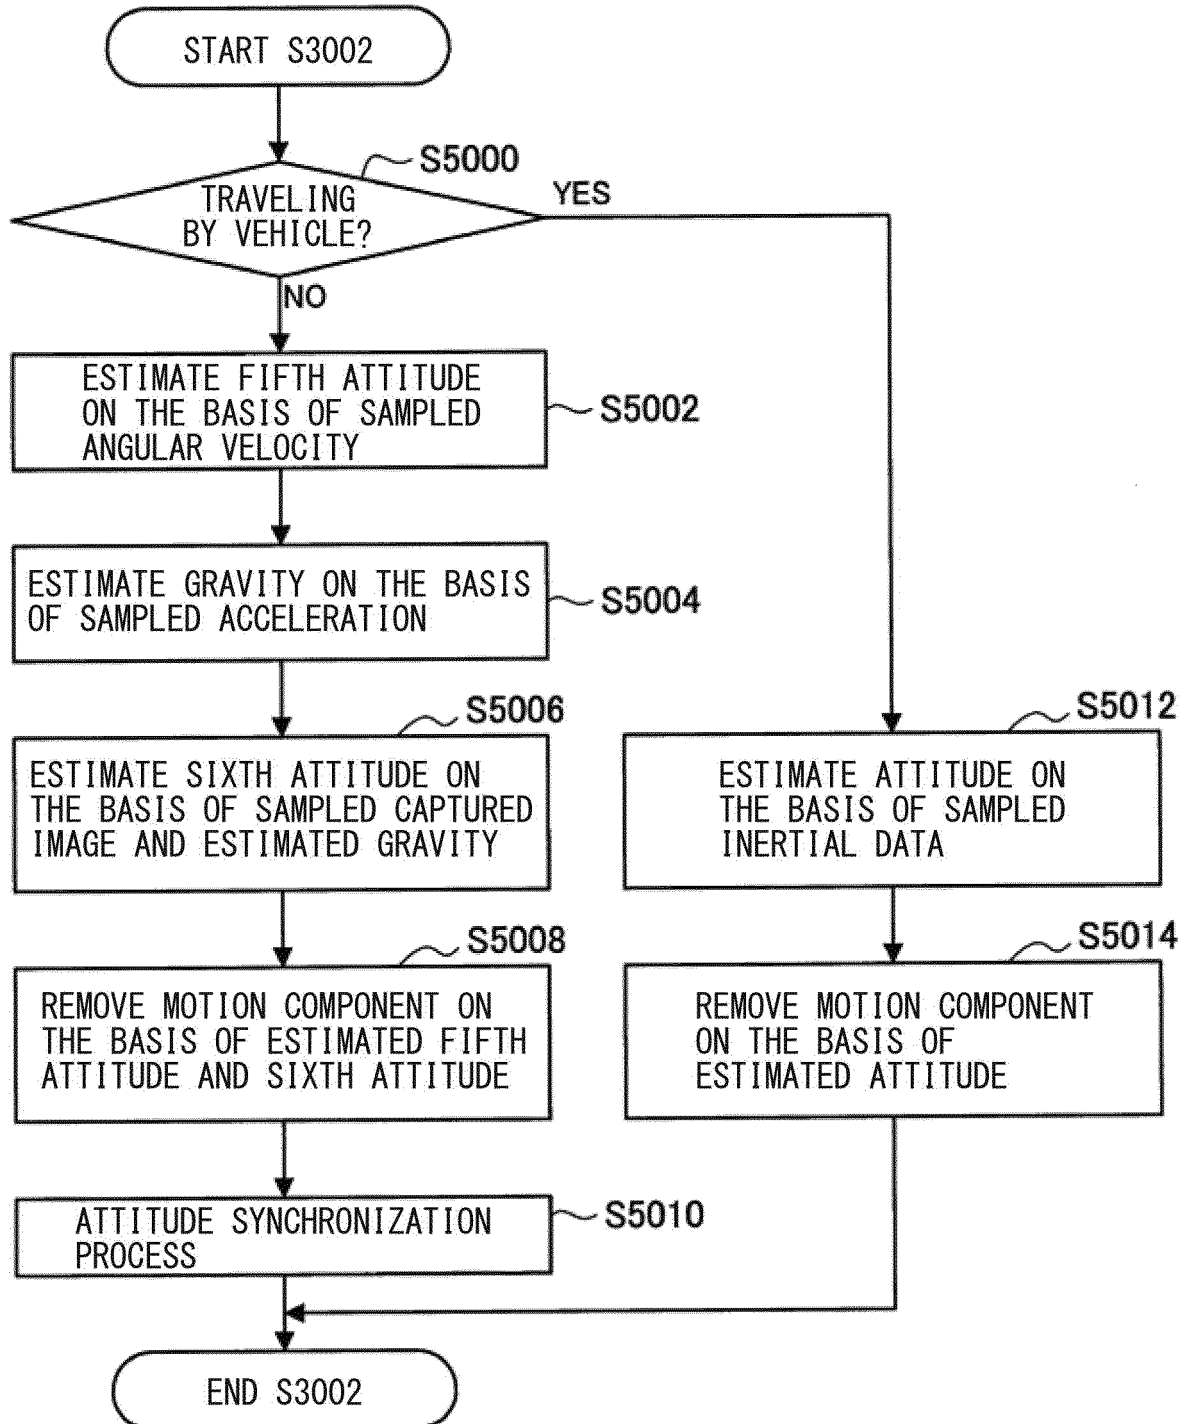 START S3002
S5000
TRAVELING
BY VEHICLE?
YES
NO
ESTIMATE FIFTH ATTITUDE
ON THE BASIS OF SAMPLED
ANGULAR VELOCITY
S5002
ESTIMATE GRAVITY ON THE BASIS
OF SAMPLED ACCELERATION
S5004
S5006
ESTIMATE SIXTH ATTITUDE ON
THE BASIS OF SAMPLED CAPTURED
IMAGE AND ESTIMATED GRAVITY
S5012
ESTIMATE ATTITUDE ON
THE BASIS OF SAMPLED
INERTIAL DATA
S5008
REMOVE MOTION COMPONENT ON
THE BASIS OF ESTIMATED FIFTH
ATTITUDE AND SIXTH ATTITUDE
S5014
REMOVE MOTION COMPONENT
ON THE BASIS OF
ESTIMATED ATTITUDE
ATTITUDE SYNCHRONIZATION
PROCESS
S5010
END S3002